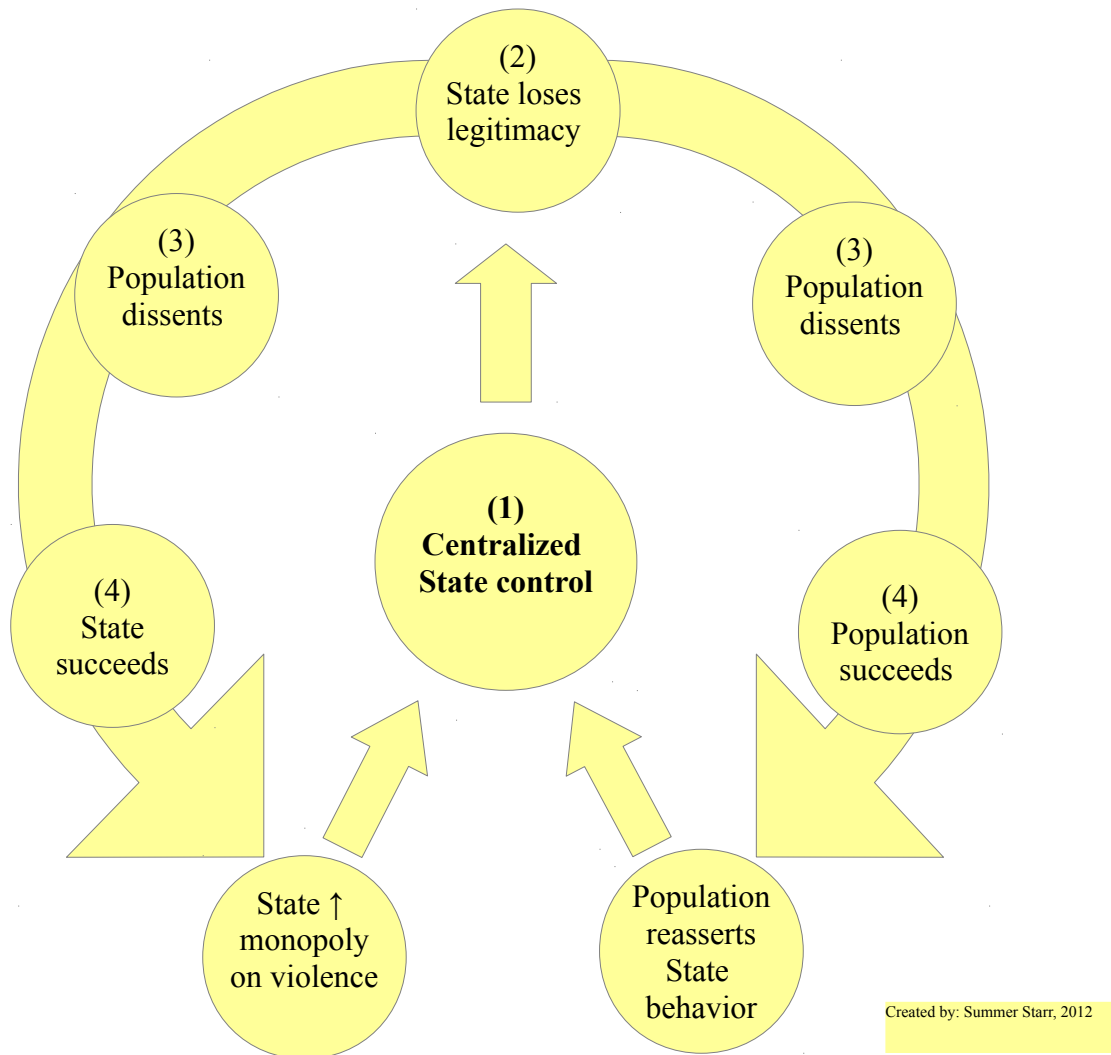 (2)
State loses
legitimacy
(3)
Population
dissents
(3)
Population
dissents
(1)
Centralized
State control
(4)
State
succeeds
(4)
Population
succeeds
State ↑
monopoly
on violence
Population
reasserts
State
behavior
Created by: Summer Starr, 2012